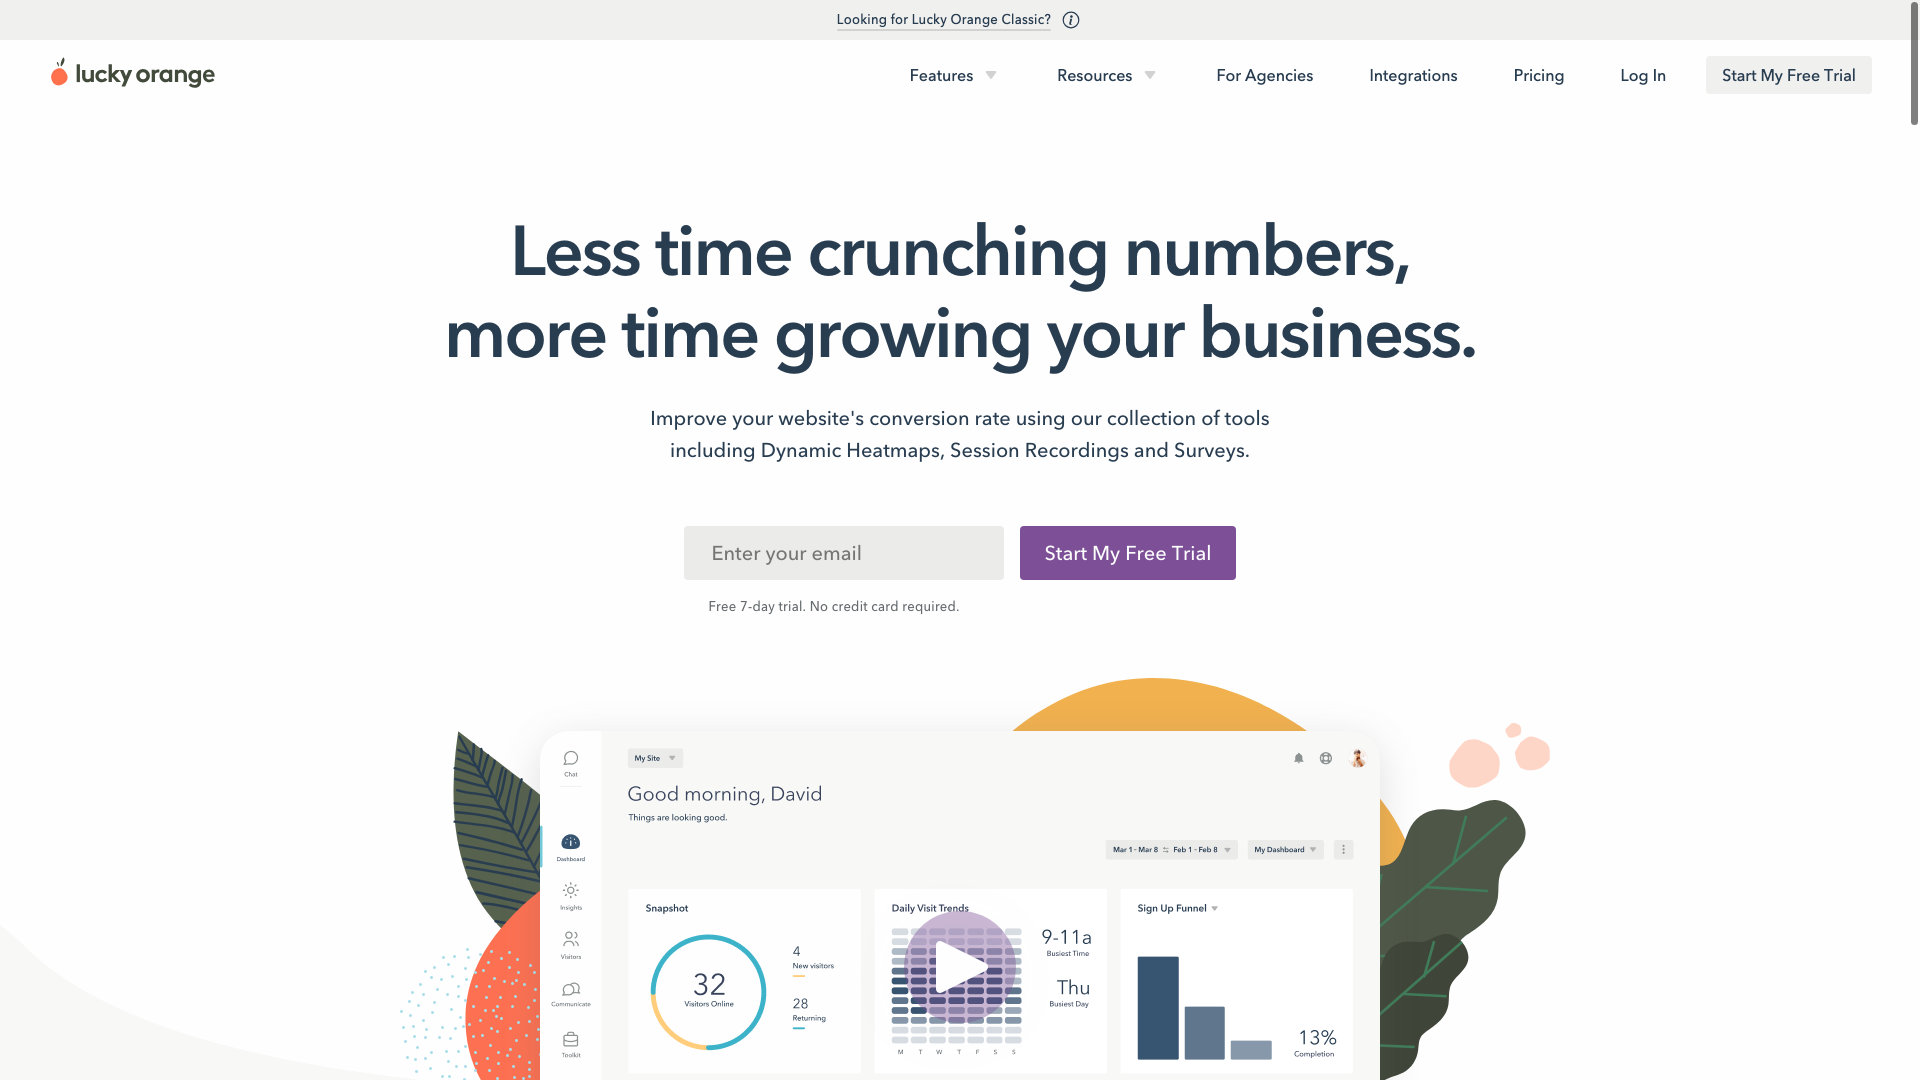 Looking for Lucky Orange Classic?
lucky orange
Features
Resources
For Agencies
Integrations
Pricing
Log In
Start My Free Trial
Less time crunching numbers,
more time growing your business.
Improve your website's conversion rate using our collection of tools
including Dynamic Heatmaps, Session Recordings and Surveys.
Enter your email
Start My Free Trial
Free 7-day trial. No credit card required.
Chat
Dashboard
Insights
Visitors
Communicate
Toolkit
My Site
Good morning, David
Things are looking good.
Mar 1 - Mar 8
Feb 1 - Feb 8
My Dashboard
Snapshot
32
Visitors Online
4
New visitors
28
Returning
Daily Visit Trends
M T W T F S S
9-11a
Busiest Time
Thu
Busiest Day
Sign Up Funnel
13%
Completion